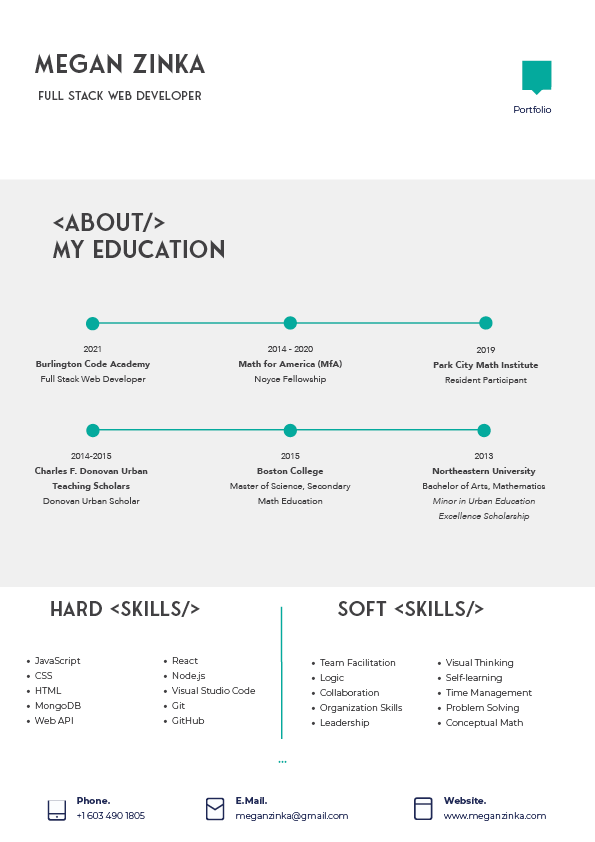 MEGAN ZINKA
FULL STACK WEB DEVELOPER
Portfolio
<ABOUT/>
MY EDUCATION
2021
Burlington Code Academy
Full Stack Web Developer
2014 - 2020
Math for America (MfA)
Noyce Fellowship
2019
Park City Math Institute
Resident Participant
2014-2015
Charles F. Donovan Urban
Teaching Scholars
Donovan Urban Scholar
2015
Boston College
Master of Science, Secondary
Math Education
2013
Northeastern University
Bachelor of Arts, Mathematics
Minor in Urban Education
Excellence Scholarship
HARD <SKILLS/>
• JavaScript
• CSS
• HTML
• MongoDB
• Web API
• React
• Node.js
• Visual Studio Code
• Git
• GitHub
SOFT <SKILLS/>
• Team Facilitation
• Logic
• Collaboration
• Organization Skills
• Leadership
• Visual Thinking
• Self-learning
• Time Management
• Problem Solving
• Conceptual Math
...
Phone.
+1 603 490 1805
E.Mail.
meganzinka@gmail.com
Website.
www.meganzinka.com